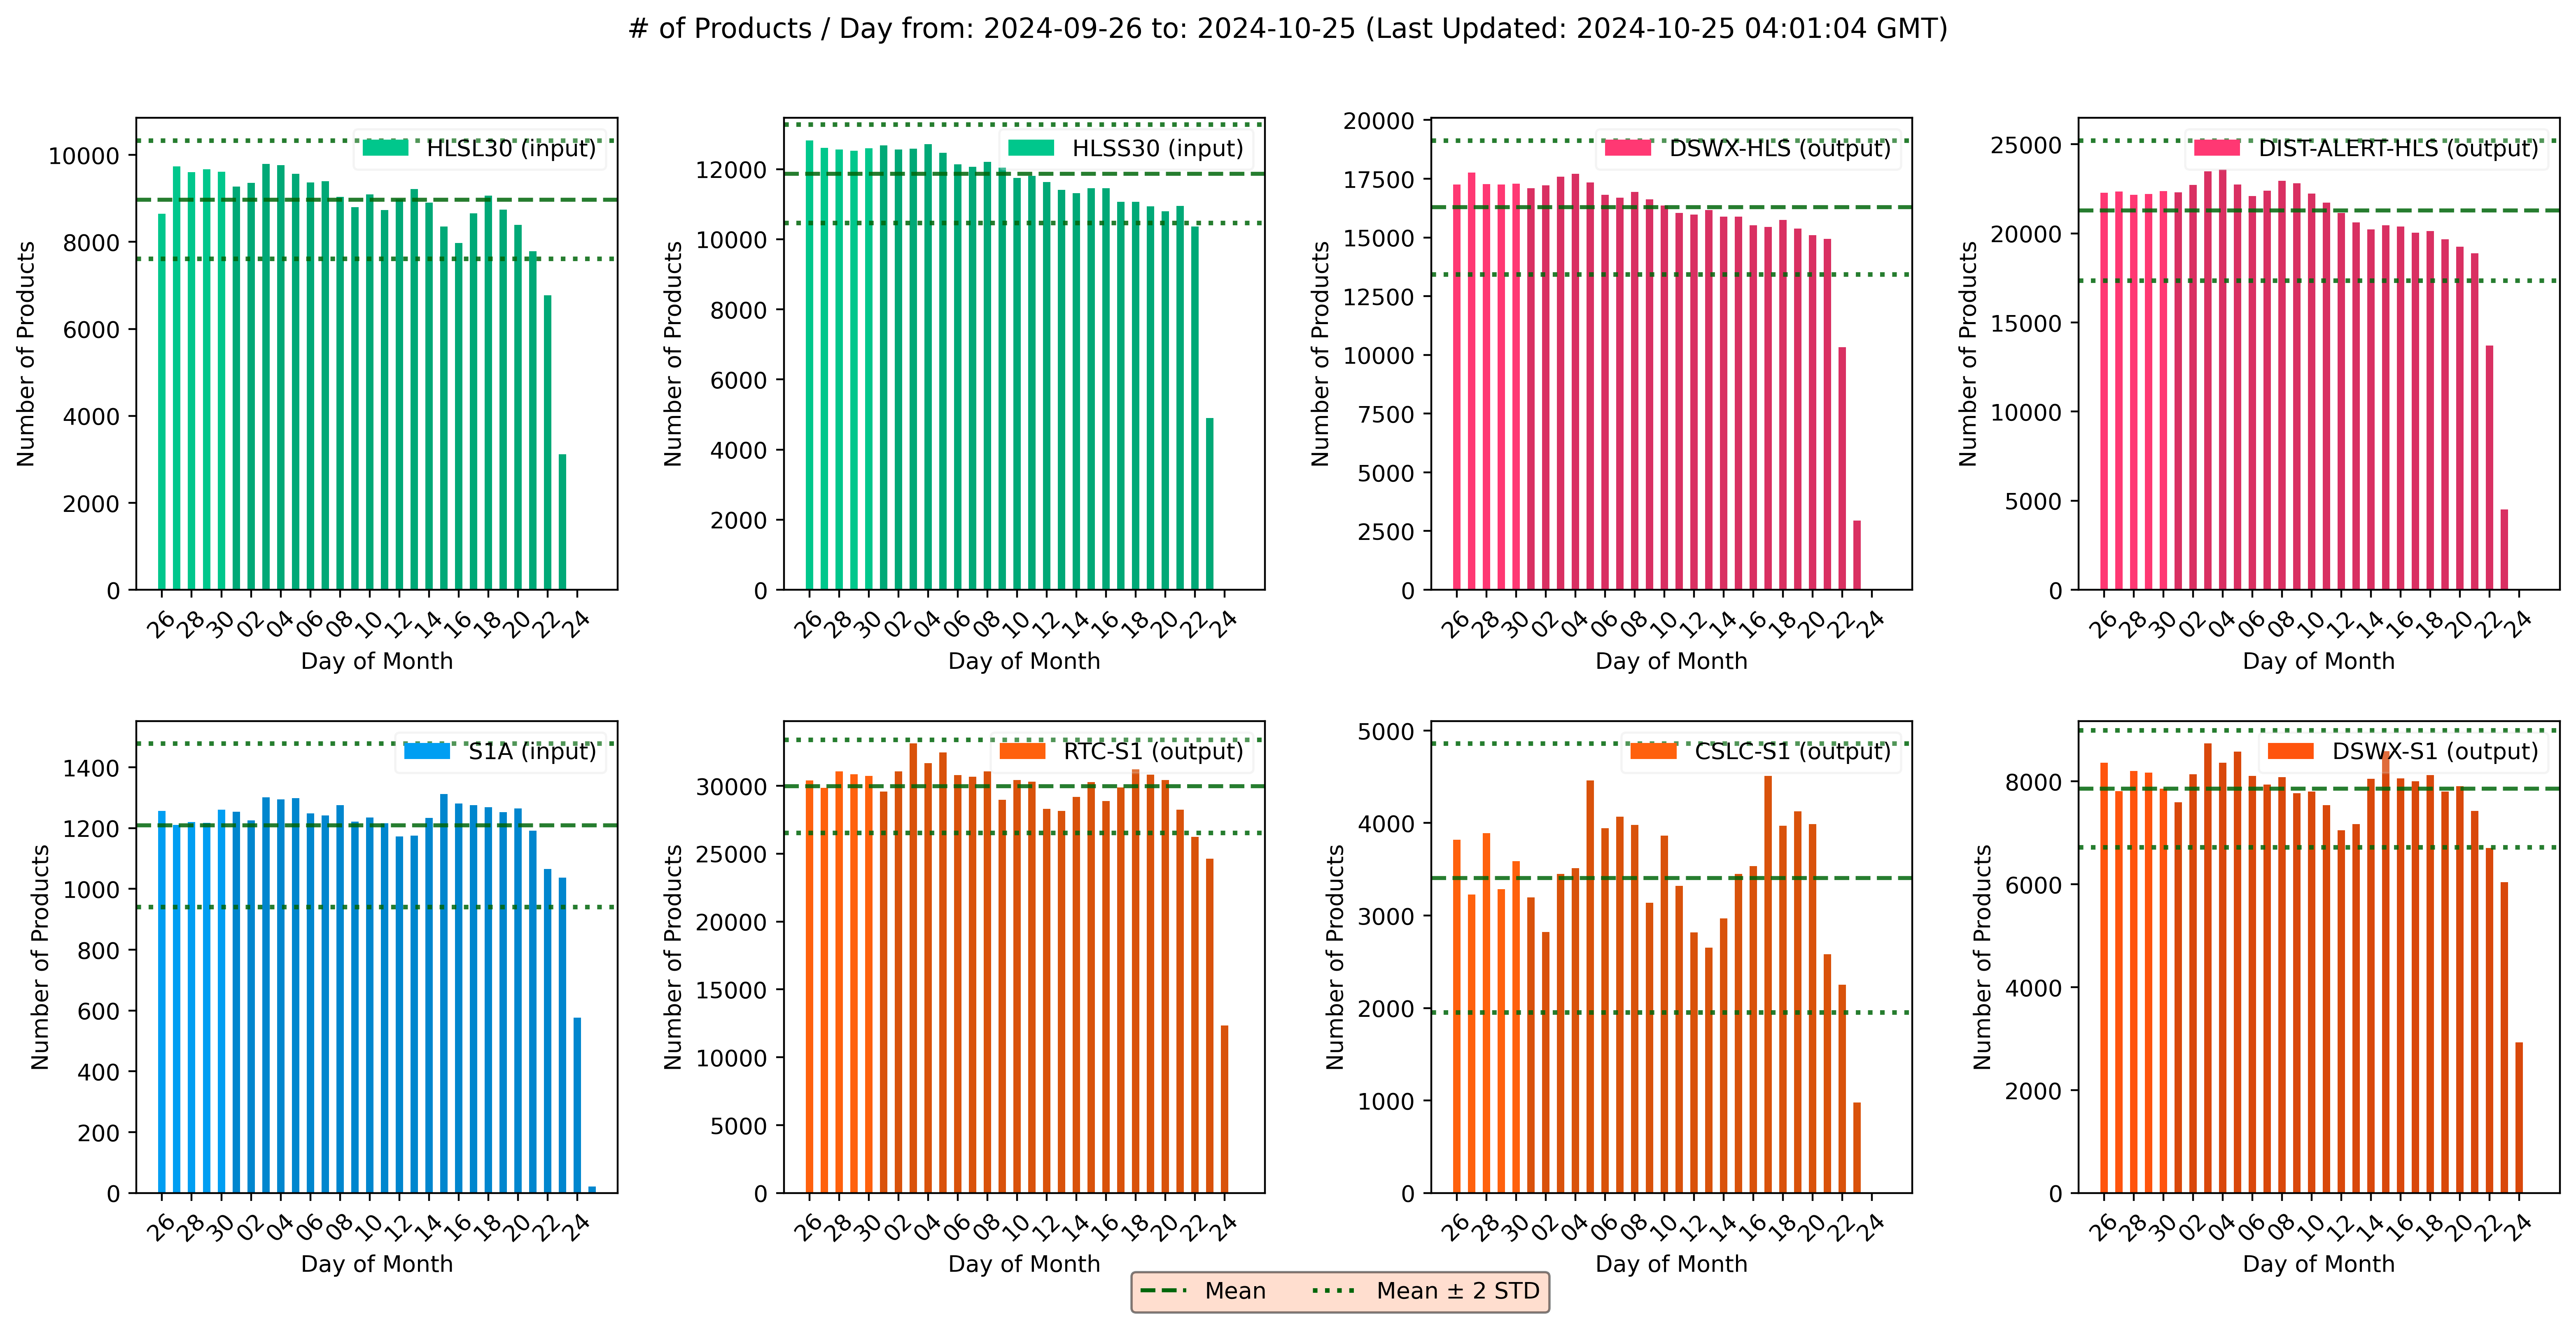 # of Products / Day from: 2024-09-26 to: 2024-10-25 (Last Updated: 2024-10-25 04:01:04 GMT)
HLSL30 (input)
Number of Products
10000
8000
6000
4000
2000
0
26 28 30 02 04 06 08 10 12 14 16 18 20 22 24
Day of Month
HLSS30 (input)
Number of Products
12000
10000
8000
6000
4000
2000
0
26 28 30 02 04 06 08 10 12 14 16 18 20 22 24
Day of Month
DSWX-HLS (output)
Number of Products
20000
17500
15000
12500
10000
7500
5000
2500
0
26 28 30 02 04 06 08 10 12 14 16 18 20 22 24
Day of Month
DIST-ALERT-HLS (output)
Number of Products
25000
20000
15000
10000
5000
0
26 28 30 02 04 06 08 10 12 14 16 18 20 22 24
Day of Month
S1A (input)
Number of Products
1400
1200
1000
800
600
400
200
0
26 28 30 02 04 06 08 10 12 14 16 18 20 22 24
Day of Month
RTC-S1 (output)
Number of Products
30000
25000
20000
15000
10000
5000
0
26 28 30 02 04 06 08 10 12 14 16 18 20 22 24
Day of Month
CSLC-S1 (output)
Number of Products
5000
4000
3000
2000
1000
0
26 28 30 02 04 06 08 10 12 14 16 18 20 22 24
Day of Month
DSWX-S1 (output)
Number of Products
8000
6000
4000
2000
0
26 28 30 02 04 06 08 10 12 14 16 18 20 22 24
Day of Month
Mean
Mean ± 2 STD